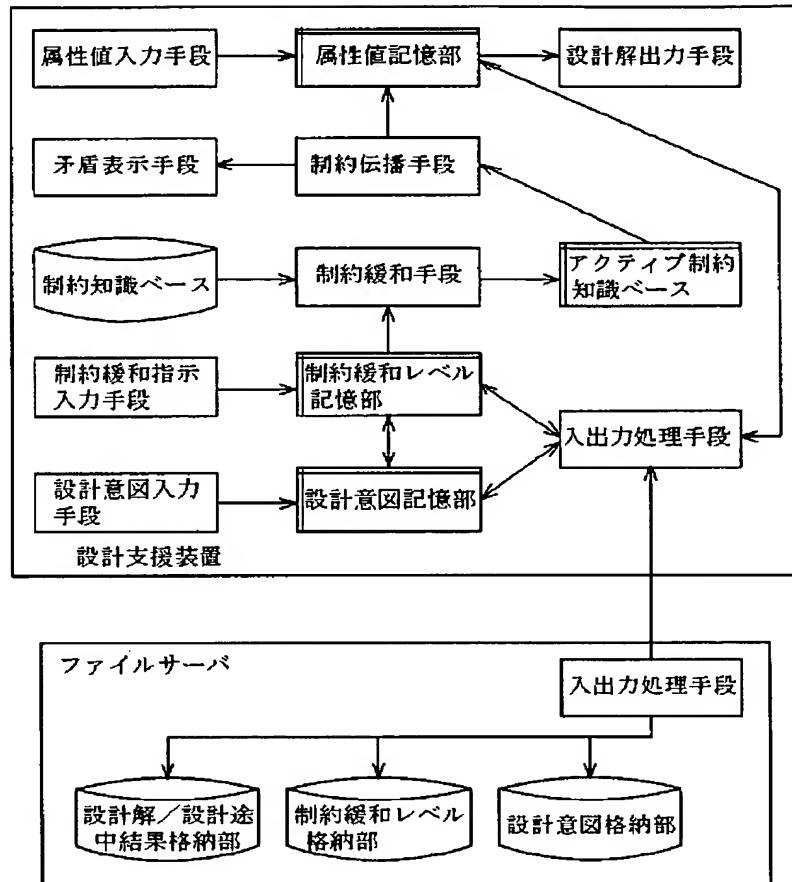 属性値入力手段
属性値記憶部
設計解出力手段
矛盾表示手段
制約伝播手段
制約知識ベース
制約緩和手段
アクティブ制約
知識ベース
制約緩和指示
入力手段
制約緩和レベル
記憶部
入出力処理手段
設計意図入力
手段
設計意図記憶部
設計支援装置
ファイルサーバ
入出力処理手段
設計解／設計途
中結果格納部
制約緩和レベル
格納部
設計意図格納部